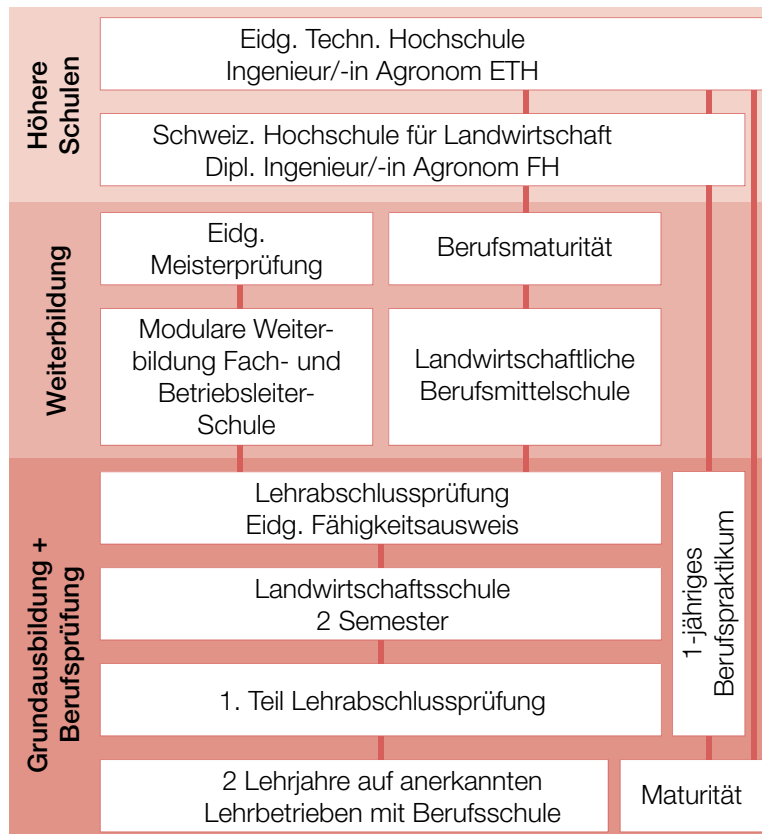 Höhere
Schulen
Eidg. Techn. Hochschule
Ingenieur/-in Agronom ETH
Schweiz. Hochschule für Landwirtschaft
Dipl. Ingenieur/-in Agronom FH
Weiterbildung
Eidg.
Meisterprüfung
Berufsmaturität
Modulare Weiter-
bildung Fach- und
Betriebsleiter-
Schule
Landwirtschaftliche
Berufsmittelschule
Grundausbildung +
Berufsprüfung
Lehrabschlussprüfung
Eidg. Fähigkeitsausweis
Landwirtschaftsschule
2 Semester
1. Teil Lehrabschlussprüfung
2 Lehrjahre auf anerkannten
Lehrbetrieben mit Berufsschule
1-jähriges
Berufspraktikum
Maturität